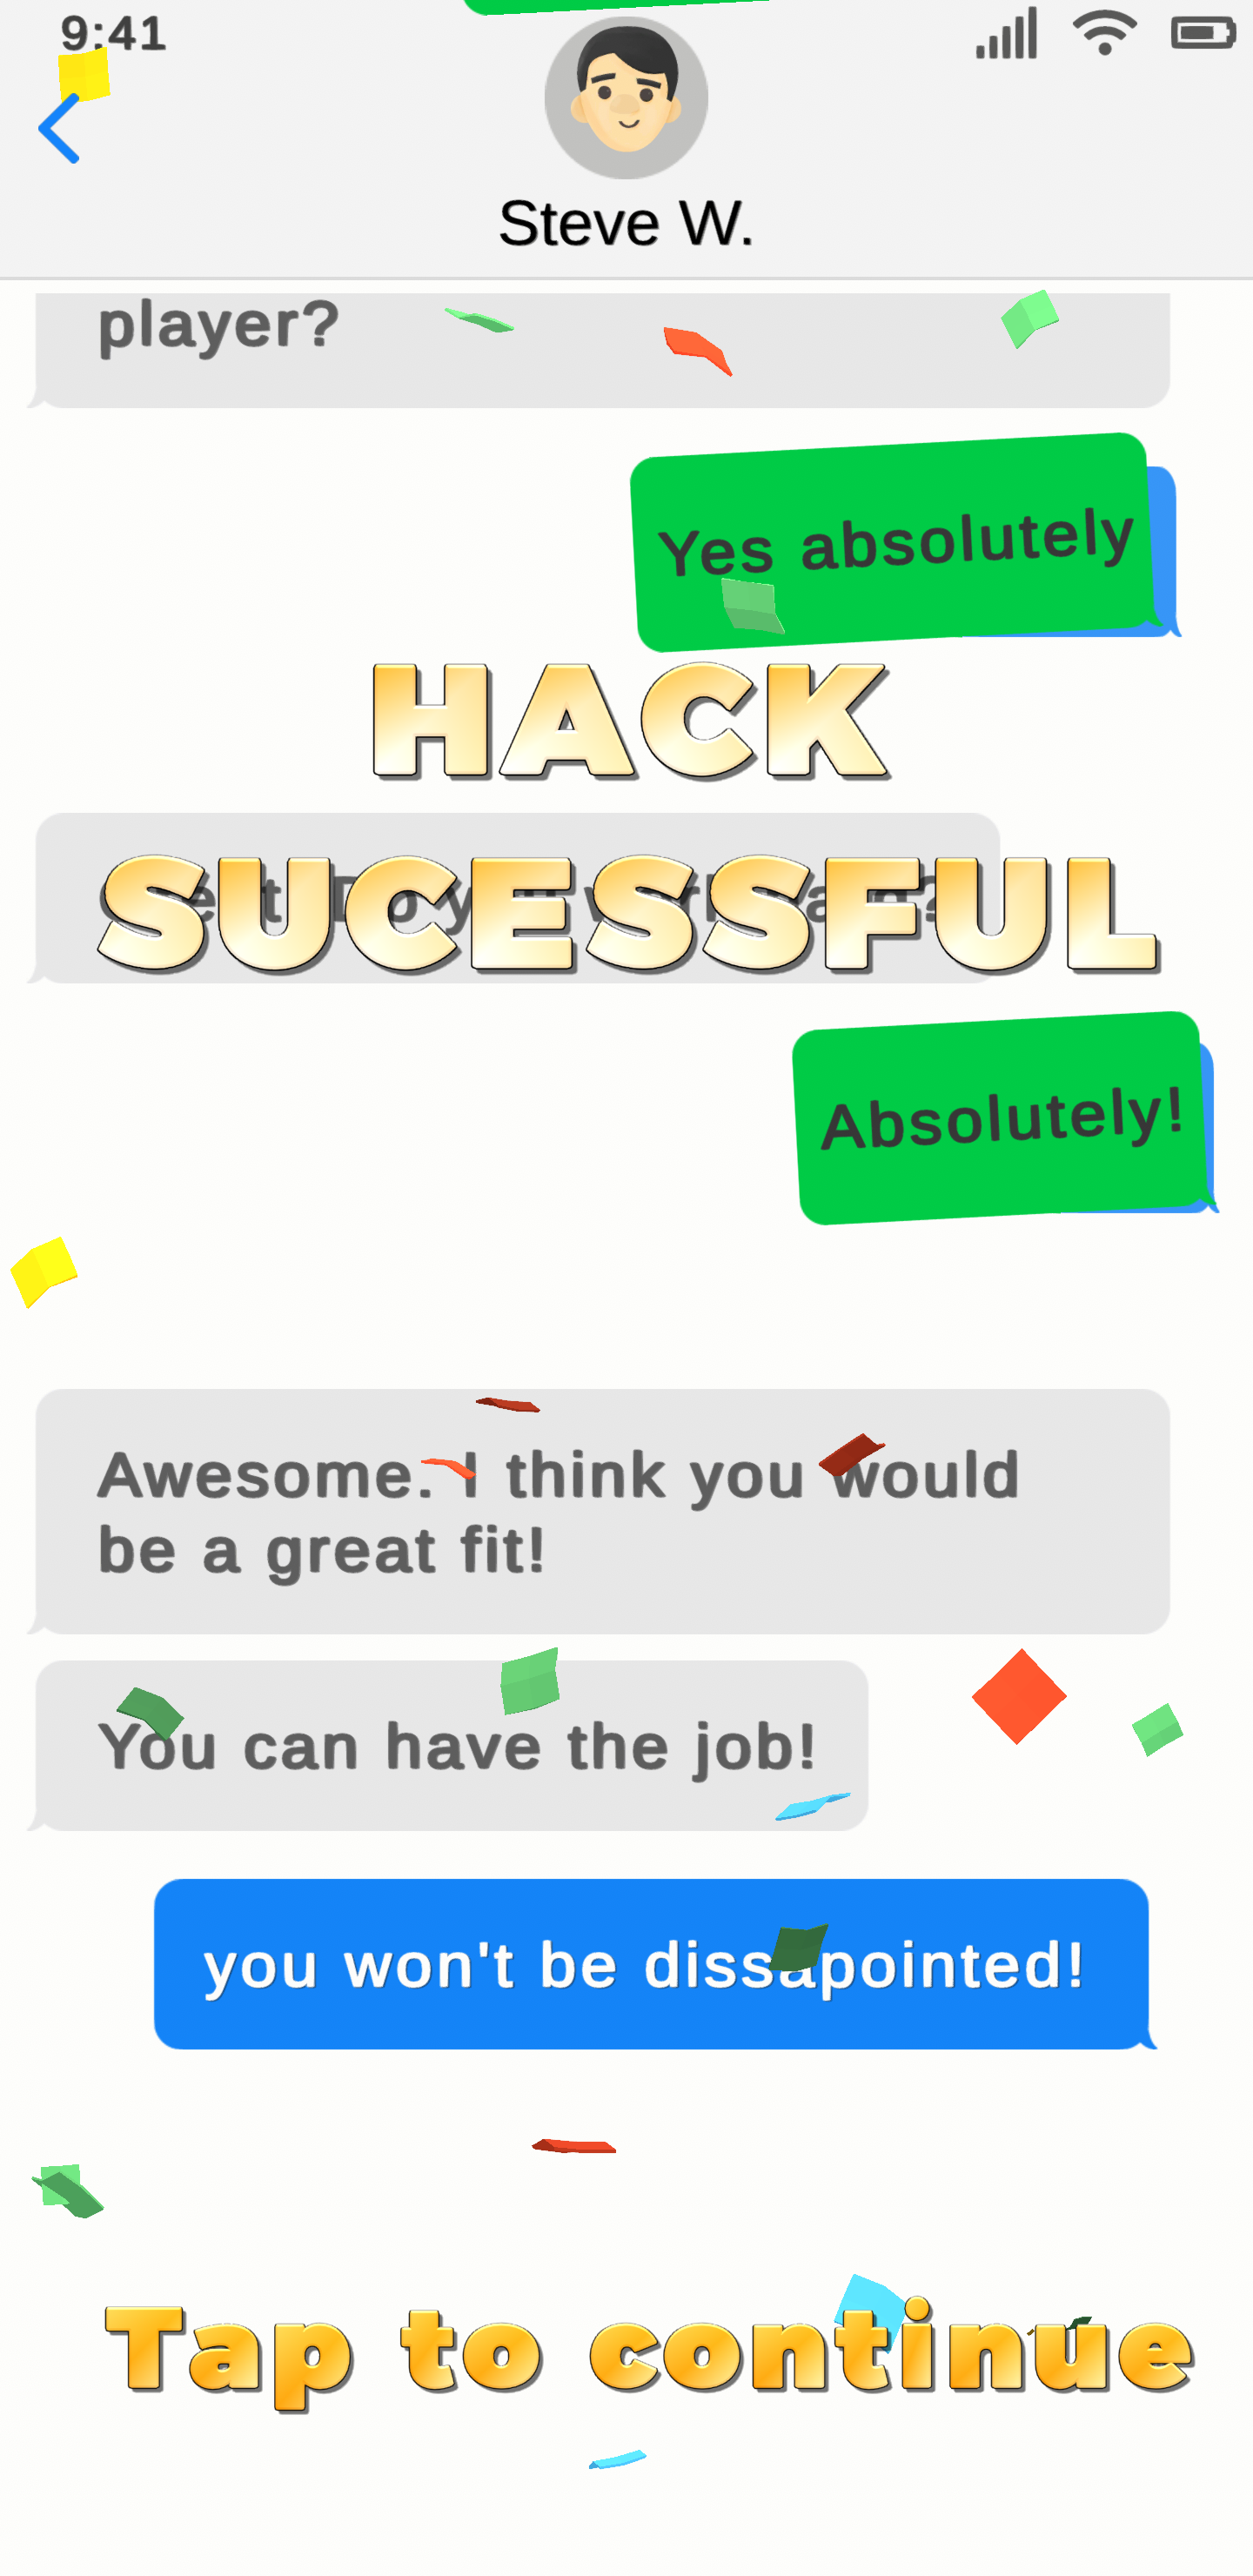 9:41
Steve W.
player?
Yes absolutely
HACK
SUCESSFUL
Absolutely!
Awesome. I think you would
be a great fit!
You can have the job!
you won't be dissapointed!
Tap to continue